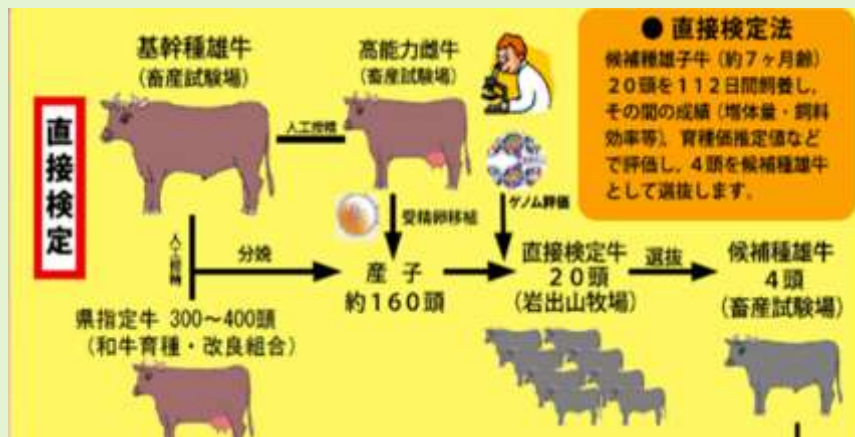 直接検定
基幹種雄牛
(畜産試験場)
高能力雌牛
(畜産試験場)
人工授精
● 直接検定法
候補種雄子牛(約7ヶ月齢)
20頭を112日間飼養し、
その間の成績(増体量・飼料
効率等)、育種価推定値など
で評価し、4頭を候補種雄牛
として選抜します。
人工授精
受精卵移植
ゲノム評価
分娩
産子
約160頭
直接検定牛
20頭
(岩出山牧場)
選抜
候補種雄牛
4頭
(畜産試験場)
県指定牛 300～400頭
(和牛育種・改良組合)